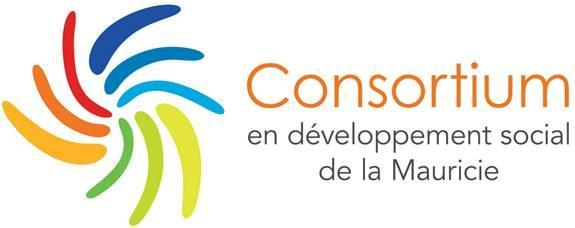 Consortium
en développement social
de la Mauricie